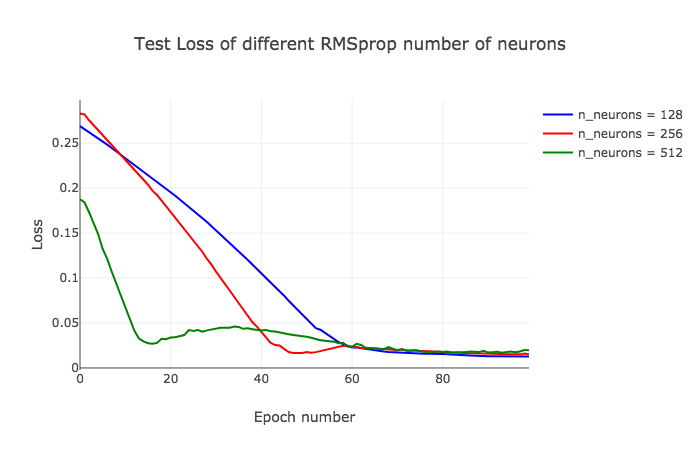 Test Loss of different RMSprop number of neurons
n_neurons = 128
n_neurons = 256
n_neurons = 512
0.25
0.2
0.15
0.1
0.05
0
Loss
0 20 40 60 80
Epoch number